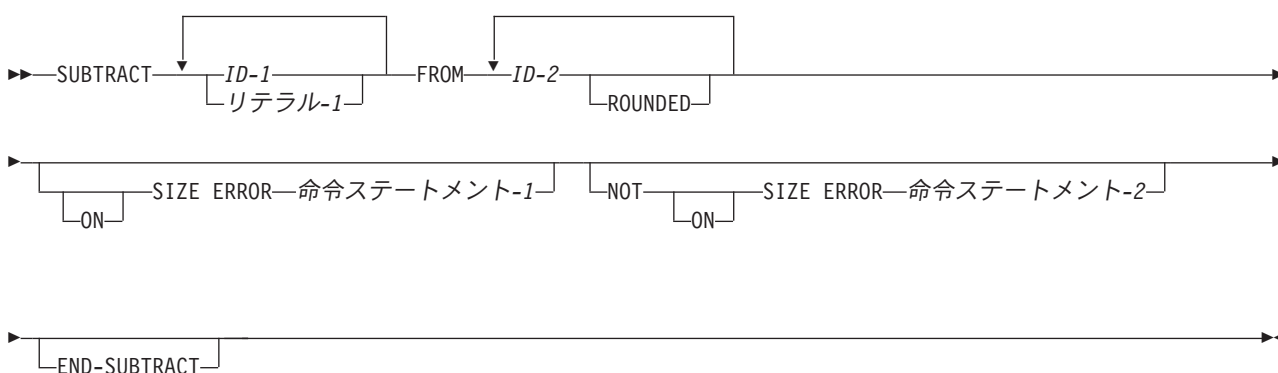 SUBTRACT ID-1 FROM ID-2
リテラル-1 ROUNDED
SIZE ERROR 命令ステートメント-1 NOT SIZE ERROR 命令ステートメント-2
ON ON
END-SUBTRACT